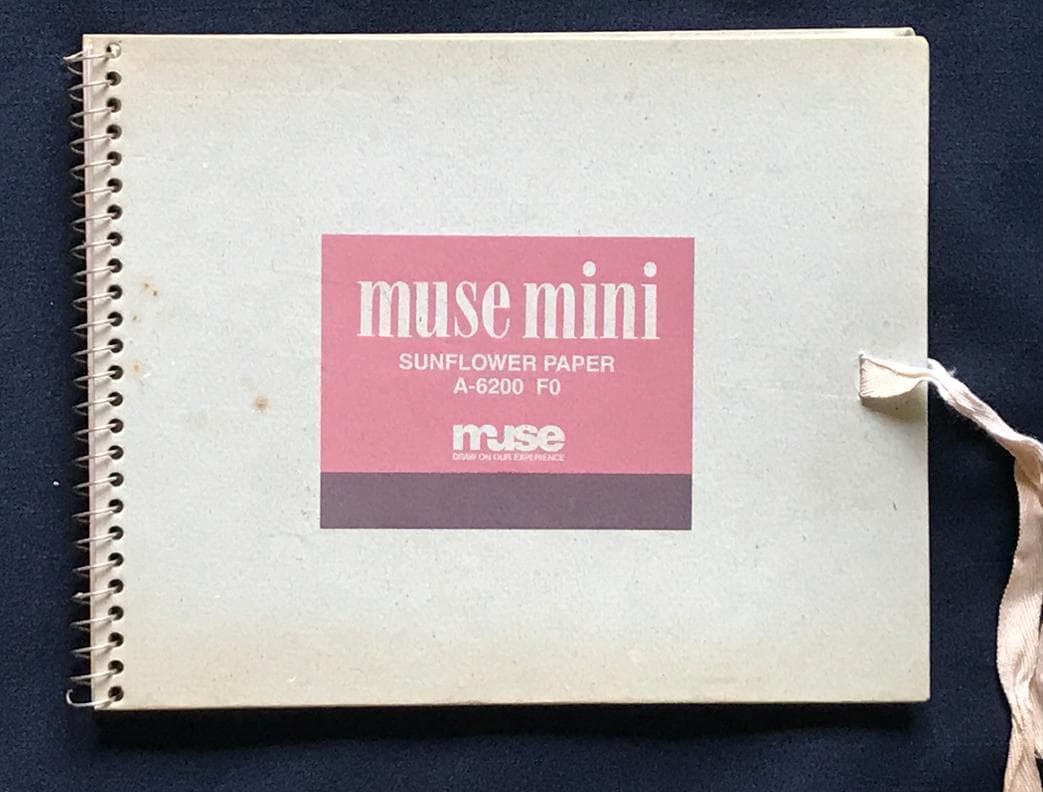 muse mini
SUNFLOWER PAPER
A-6200 F0
muse
DRAW ON OUR EXPERIENCE